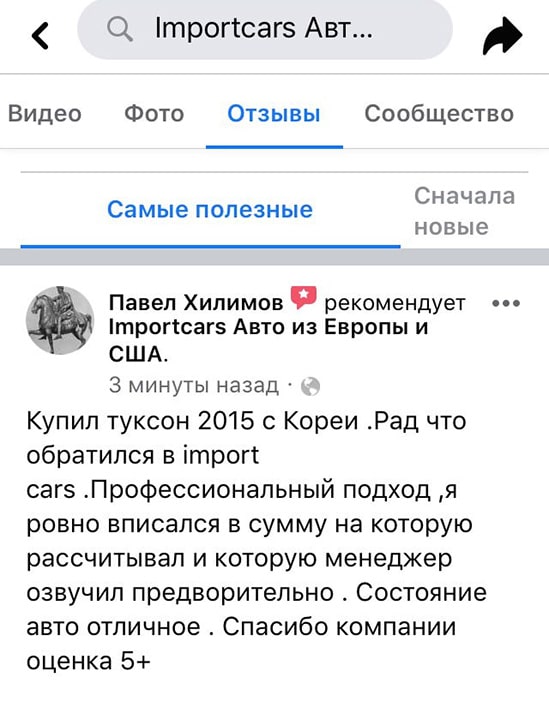 Importcars Авт...
Видео Фото Отзывы Сообщество
Самые полезные
Сначала
новые
Павел Хилимов рекомендует
Importcars Авто из Европы и
США.
3 минуты назад ·
Купил туксон 2015 с Кореи .Рад что
обратился в import
cars .Профессиональный подход ,я
ровно вписался в сумму на которую
рассчитывал и которую менеджер
озвучил предворительно . Состояние
авто отличное . Спасибо компании
оценка 5+